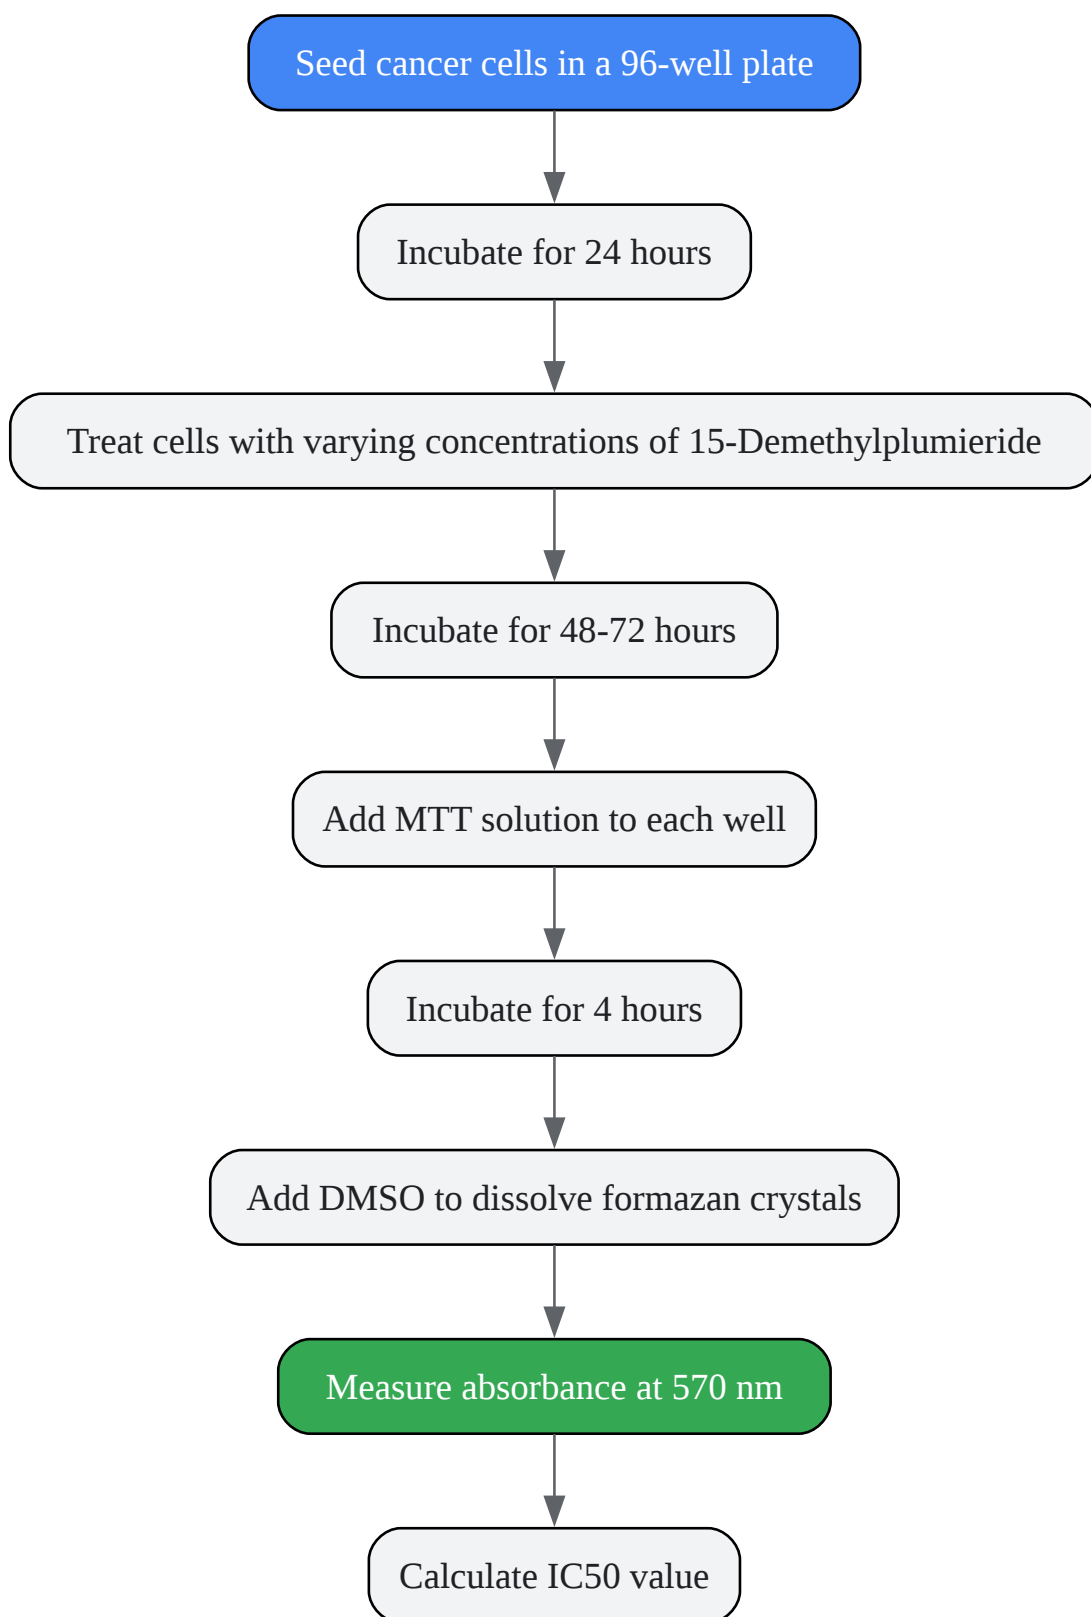 Seed cancer cells in a 96-well plate
Incubate for 24 hours
Treat cells with varying concentrations of 15-Demethylplumieride
Incubate for 48-72 hours
Add MTT solution to each well
Incubate for 4 hours
Add DMSO to dissolve formazan crystals
Measure absorbance at 570 nm
Calculate IC50 value